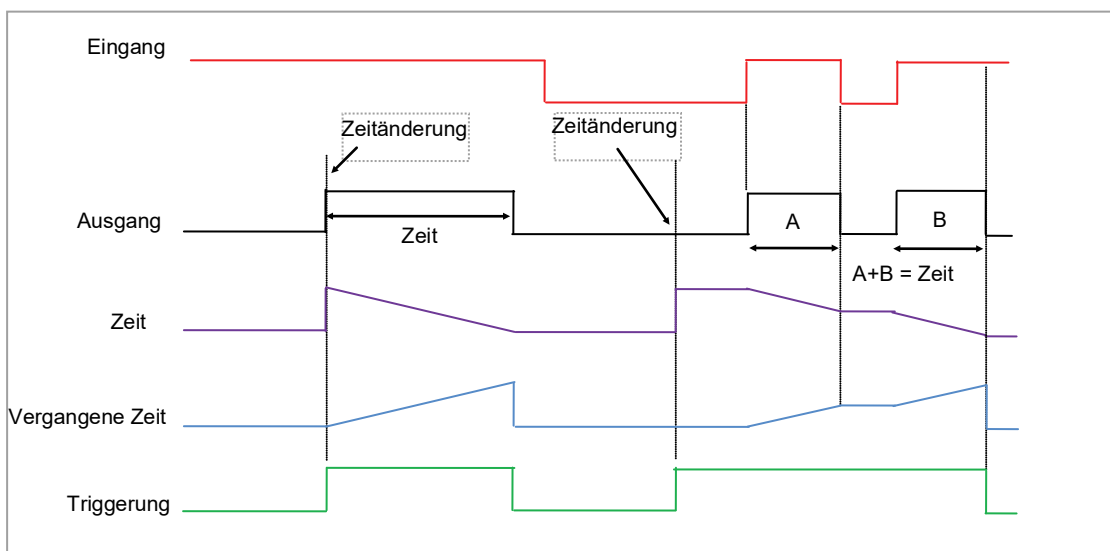 Eingang
Zeitänderung
Zeitänderung
Ausgang
Zeit
A
B
A+B = Zeit
Zeit
Vergangene Zeit
Triggerung